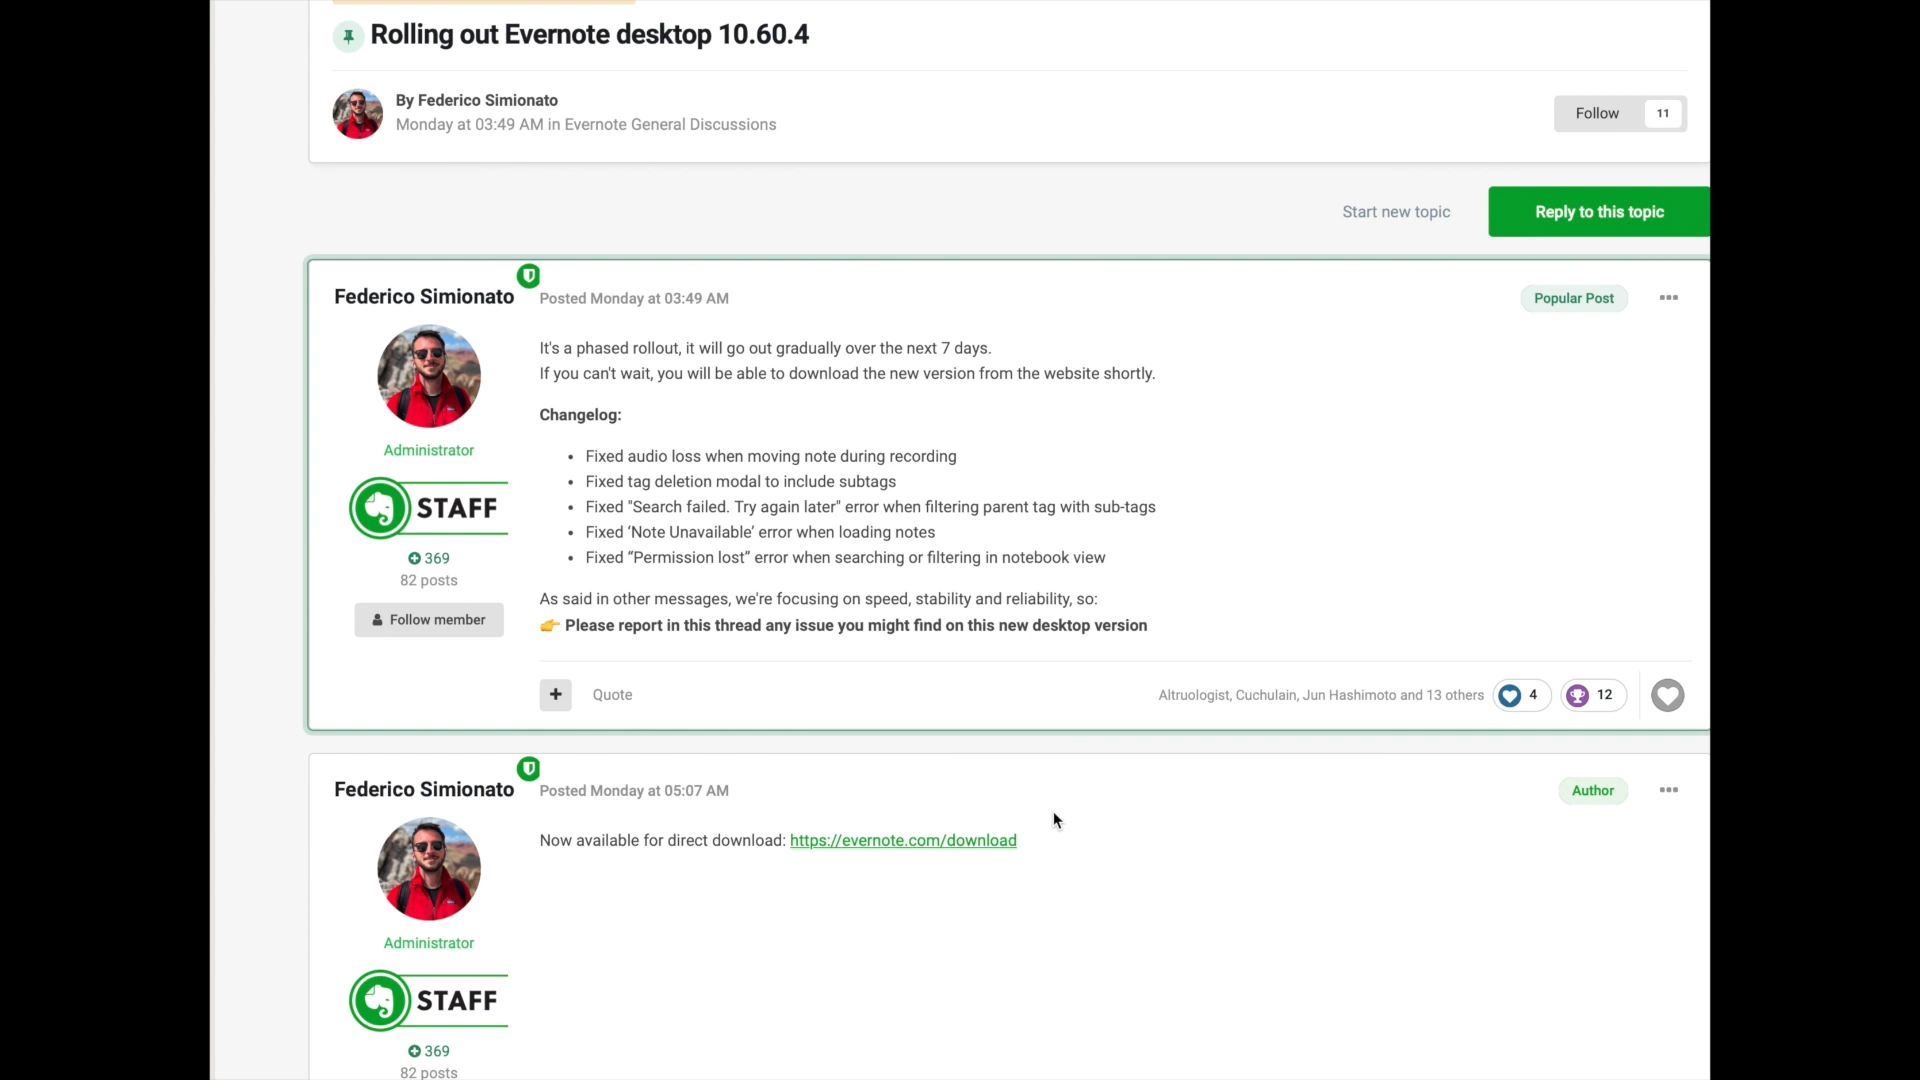 Rolling out Evernote desktop 10.60.4
By Federico Simionato
Monday at 03:49 AM in Evernote General Discussions
Follow 11
Start new topic
Reply to this topic
Federico Simionato
Posted Monday at 03:49 AM
Popular Post
It's a phased rollout, it will go out gradually over the next 7 days.
If you can't wait, you will be able to download the new version from the website shortly.
Changelog:
• Fixed audio loss when moving note during recording
• Fixed tag deletion modal to include subtags
• Fixed "Search failed. Try again later" error when filtering parent tag with sub-tags
• Fixed ‘Note Unavailable’ error when loading notes
• Fixed “Permission lost” error when searching or filtering in notebook view
As said in other messages, we're focusing on speed, stability and reliability, so:
👉 Please report in this thread any issue you might find on this new desktop version
Administrator
STAFF
369
82 posts
Follow member
+ Quote
Altruologist, Cuchulain, Jun Hashimoto and 13 others 4 12
Federico Simionato
Posted Monday at 05:07 AM
Author
Now available for direct download: https://evernote.com/download
Administrator
STAFF
369
82 posts